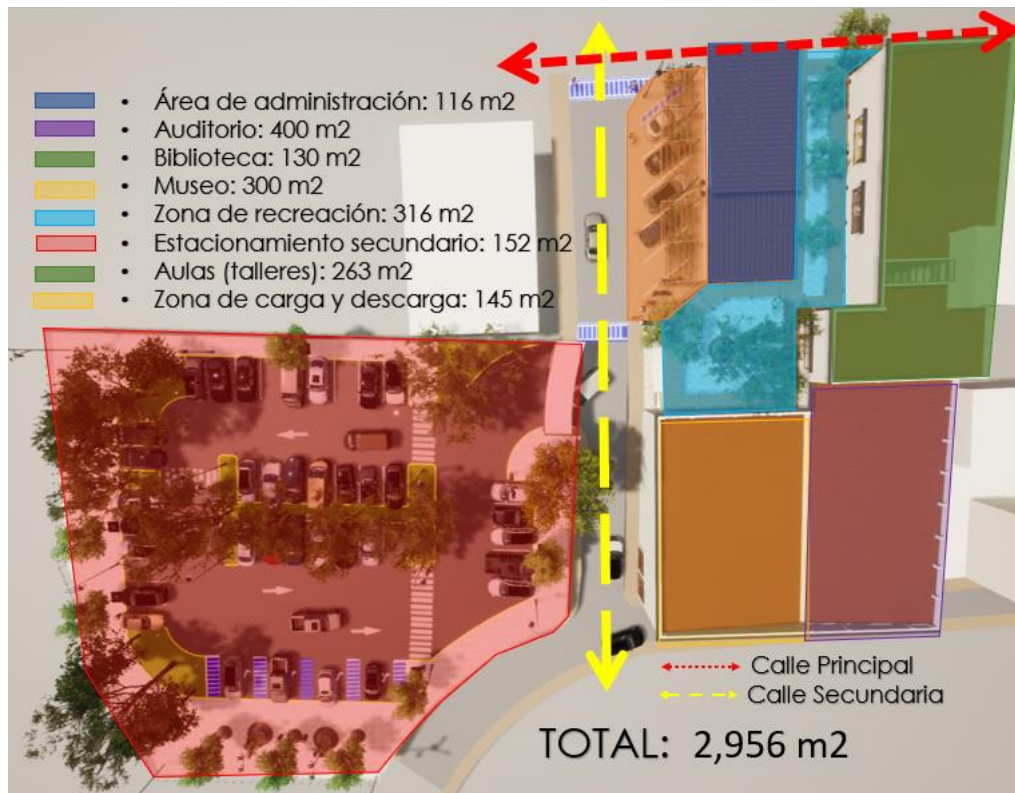 • Área de administración: 116 m2
• Auditorio: 400 m2
• Biblioteca: 130 m2
• Museo: 300 m2
• Zona de recreación: 316 m2
• Estacionamiento secundario: 152 m2
• Aulas (talleres): 263 m2
• Zona de carga y descarga: 145 m2
Calle Principal
Calle Secundaria
TOTAL: 2,956 m2